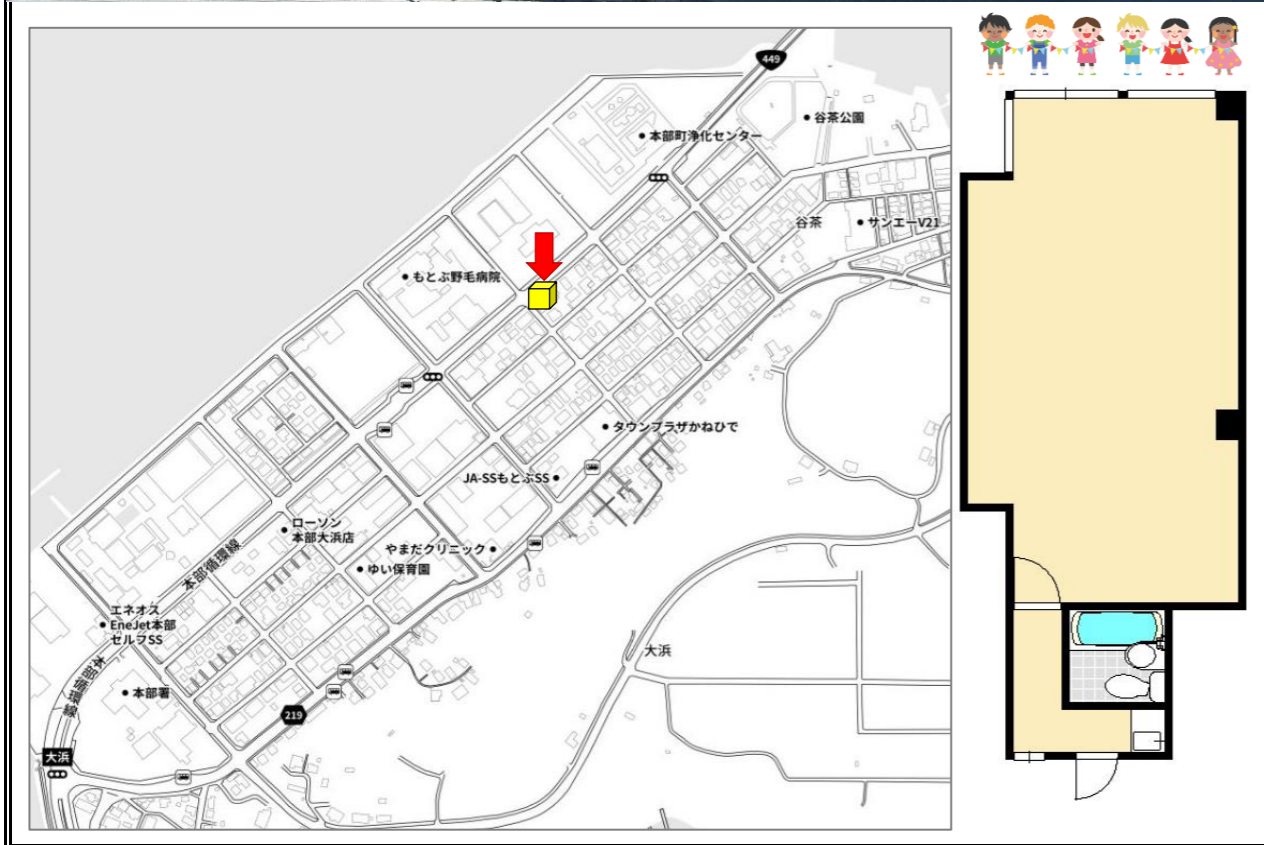 449
谷茶公園
本部町浄化センター
谷茶
サンエーV21
もとぶ野毛病院
タウンプラザかねひで
JA-SSもとぶSS
ローソン
本部大浜店
やまだクリニック
ゆい保育園
本部循環線
エネオス
EneJet本部
セルフSS
本部循環線
大浜
本部署
219
大浜